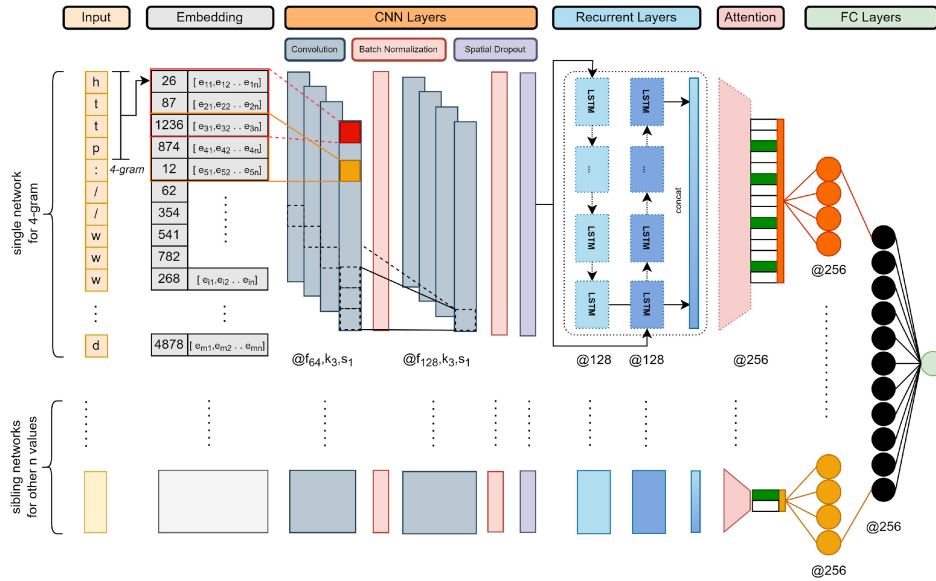 Input
Embedding
CNN Layers
Recurrent Layers
Attention
FC Layers
Convolution
Batch Normalization
Spatial Dropout
single network
for 4-gram
h
t
t
p
:
/
/
w
w
w
d
4-gram
26 [ e11,e12 . . e1n]
87 [ e21,e22 . . e2n]
1236 [ e31,e32 . . e3n]
874 [ e41,e42 . . e4n]
12 [ e51,e52 . . e5n]
62
354
541
782
268 [ ei1,ei2 . . ein]
4878 [ em1,em2 . . emn]
@f64,k3,s1
@f128,k3,s1
LSTM
...
LSTM
LSTM
LSTM
...
LSTM
LSTM
concat
@128
@128
@256
@256
sibling networks
for other n values
@256
@256